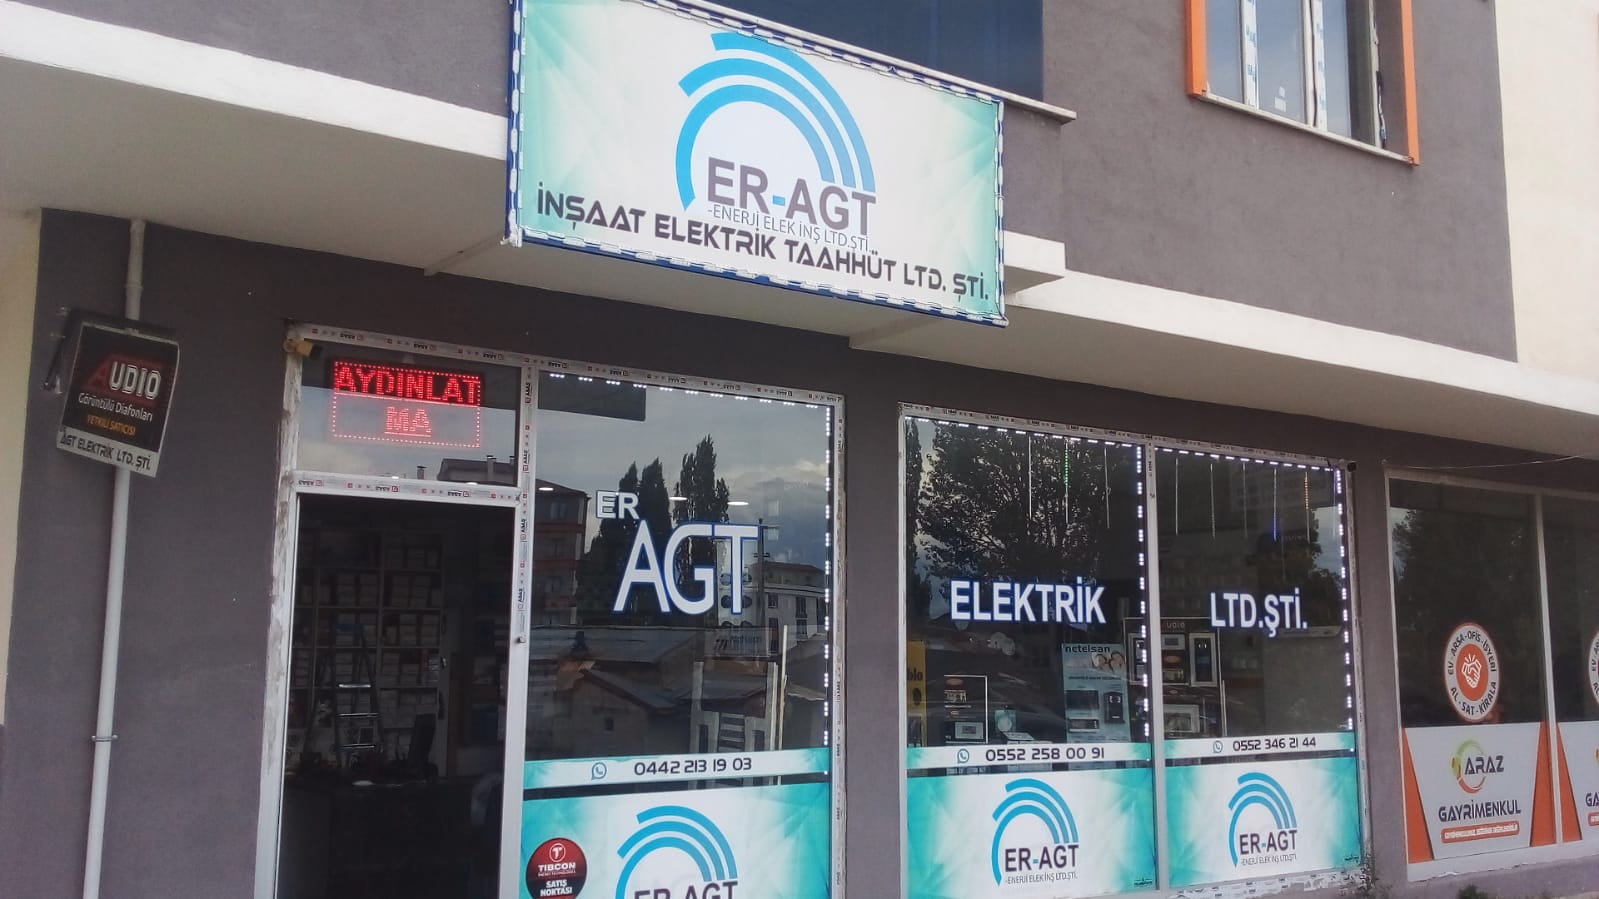 ER-AGT
-ENERJİ ELEK İNŞ LTD.ŞTİ.
İNŞAAT ELEKTRİK TAAHHÜT LTD. ŞTİ.
AUDIO
Görüntülü Diafonları
YETKİLİ SATICISI
AGT ELEKTRİK LTD. ŞTİ.
AYDINLAT
MA
ER
AGT
ELEKTRİK
LTD.ŞTİ.
netelsan
0442 213 19 03
0552 258 00 91
0552 346 21 44
TIBCON
SATIŞ
NOKTASI
ER-AGT
ER-AGT
-ENERJİ ELEK İNŞ LTD.ŞTİ.
ER-AGT
-ENERJİ ELEK İNŞ LTD.ŞTİ.
EV-ARSA-OFİS-İŞYERİ
AL-SAT-KİRALA
ARAZ
GAYRİMENKUL